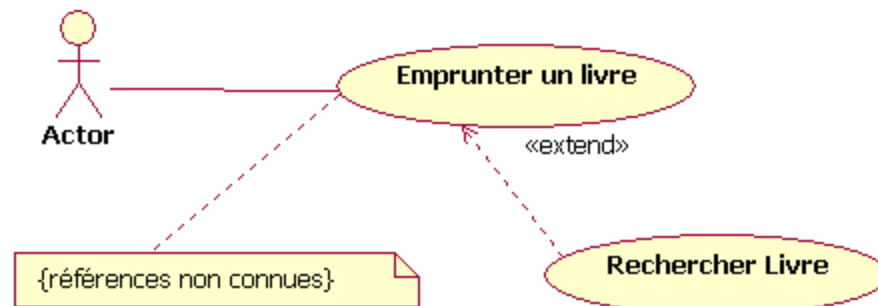 Emprunter un livre
Actor
«extend»
{références non connues}
Rechercher Livre